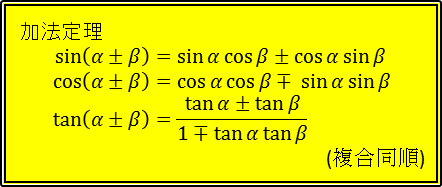 加法定理
sin(α ± β) = sin α cos β ± cos α sin β
cos(α ± β) = cos α cos β ∓ sin α sin β
tan(α ± β) = (tan α ± tan β)/(1 ∓ tan α tan β)
(複合同順)